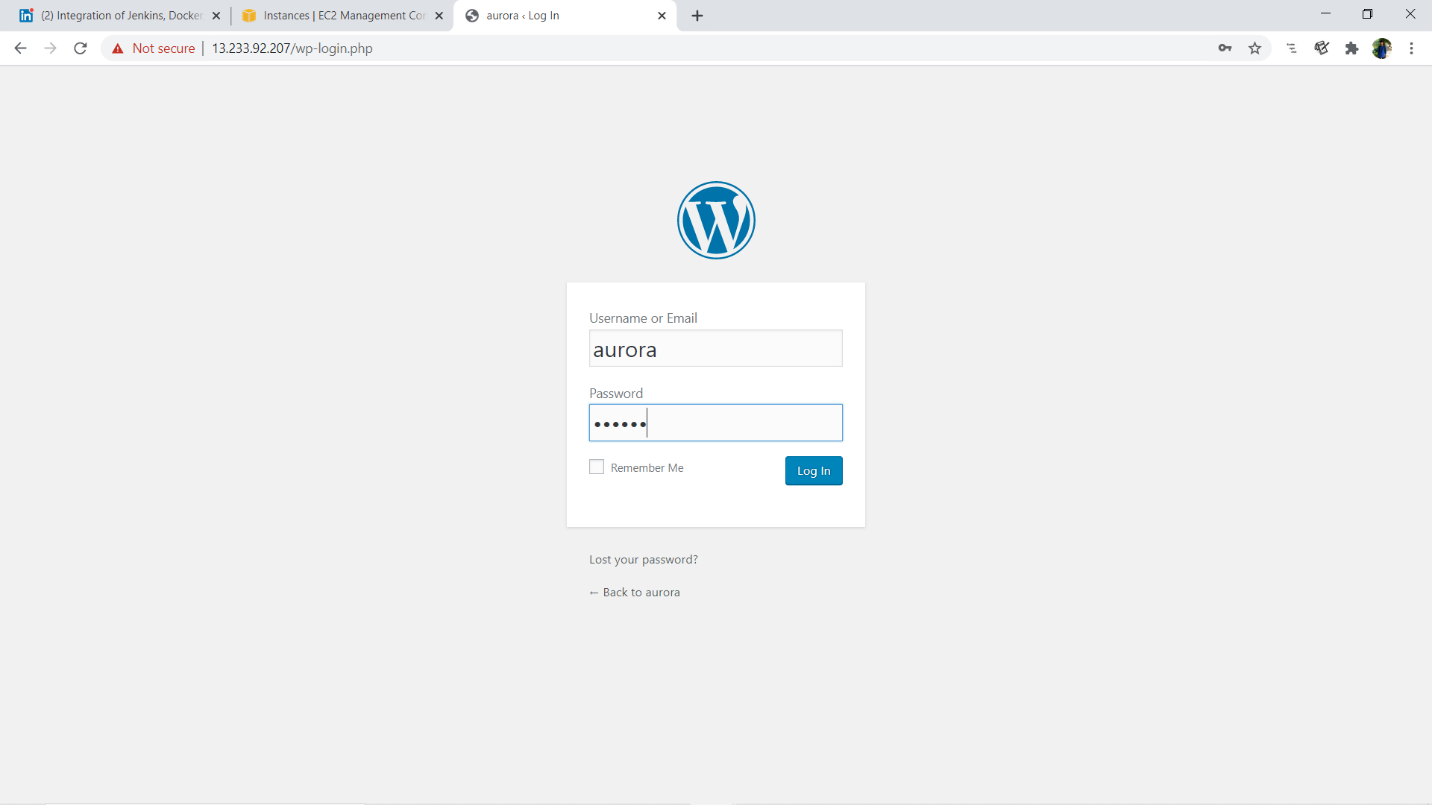 (2) Integration of Jenkins, Docker
Instances | EC2 Management Con
aurora ‹ Log In
Not secure | 13.233.92.207/wp-login.php
Username or Email
aurora
Password
••••••
Remember Me
Log In
Lost your password?
← Back to aurora